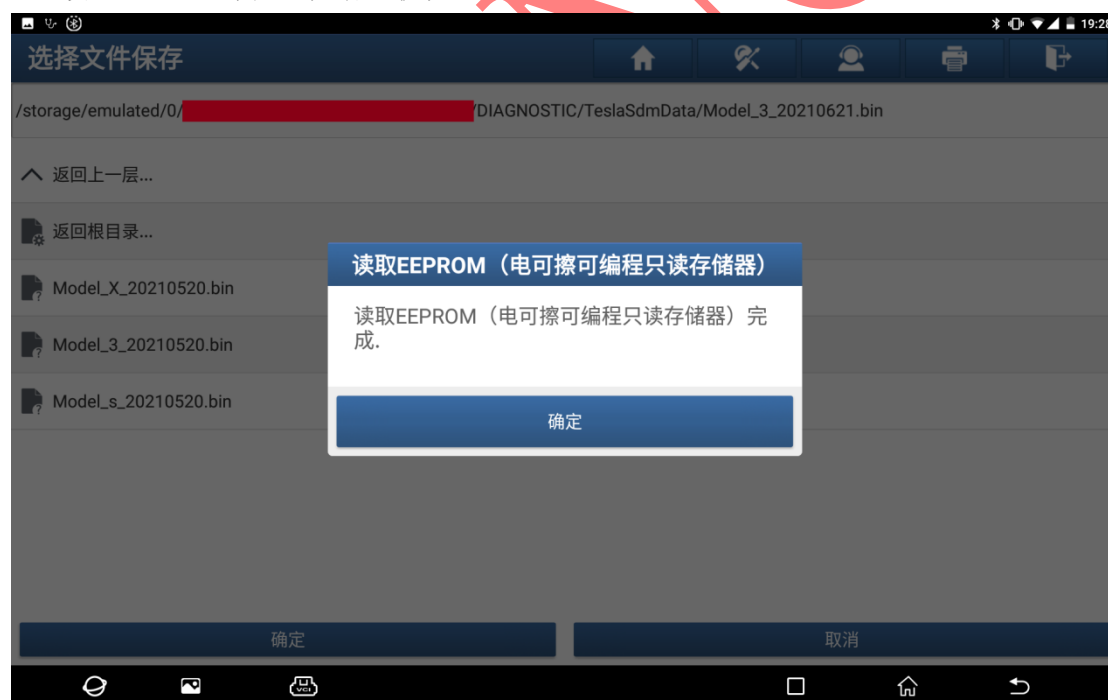 19:28
选择文件保存
/storage/emulated/0/
/DIAGNOSTIC/TeslaSdmData/Model_3_20210621.bin
返回上一层...
返回根目录...
Model_X_20210520.bin
Model_3_20210520.bin
Model_s_20210520.bin
读取EEPROM（电可擦可编程只读存储器）
读取EEPROM（电可擦可编程只读存储器）完
成.
确定
确定
取消
VCI